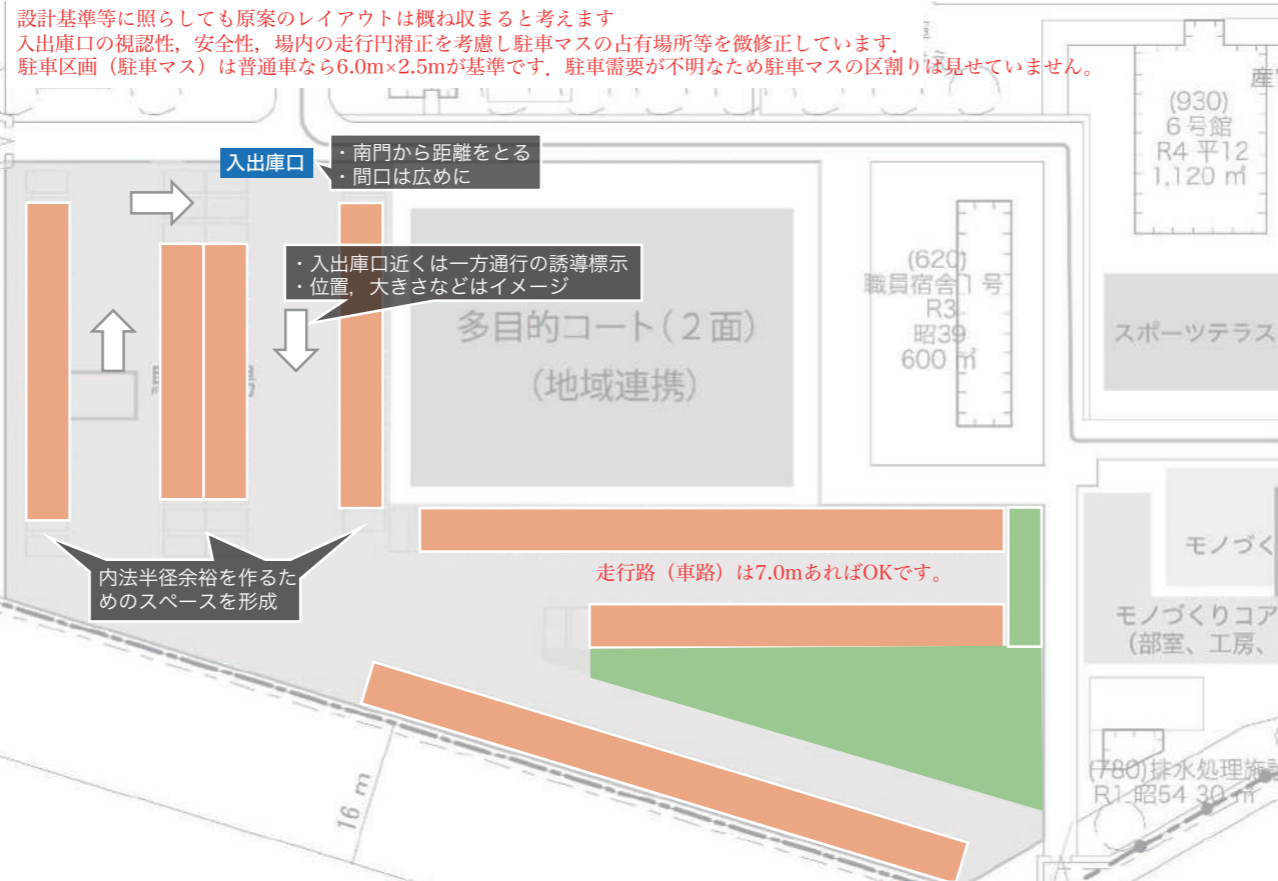 設計基準等に照らしても原案のレイアウトは概ね収まると考えます
入出庫口の視認性，安全性，場内の走行円滑正を考慮し駐車マスの占有場所等を微修正しています．
駐車区画（駐車マス）は普通車なら6.0m×2.5mが基準です．駐車需要が不明なため駐車マスの区割りは見せていません。
(930)
6号館
R4 平12
1,120 ㎡
入出庫口
・南門から距離をとる
・間口は広めに
・入出庫口近くは一方通行の誘導標示
・位置，大きさなどはイメージ
多目的コート（２面）
（地域連携）
(620)
職員宿舎1号
R3
昭39
600 ㎡
スポーツテラス
内法半径余裕を作るた
めのスペースを形成
走行路（車路）は7.0mあればOKです。
モノづく
モノづくりコア
（部室、工房、
(780)排水処理施設
R1 昭54 30 ㎡
16 m